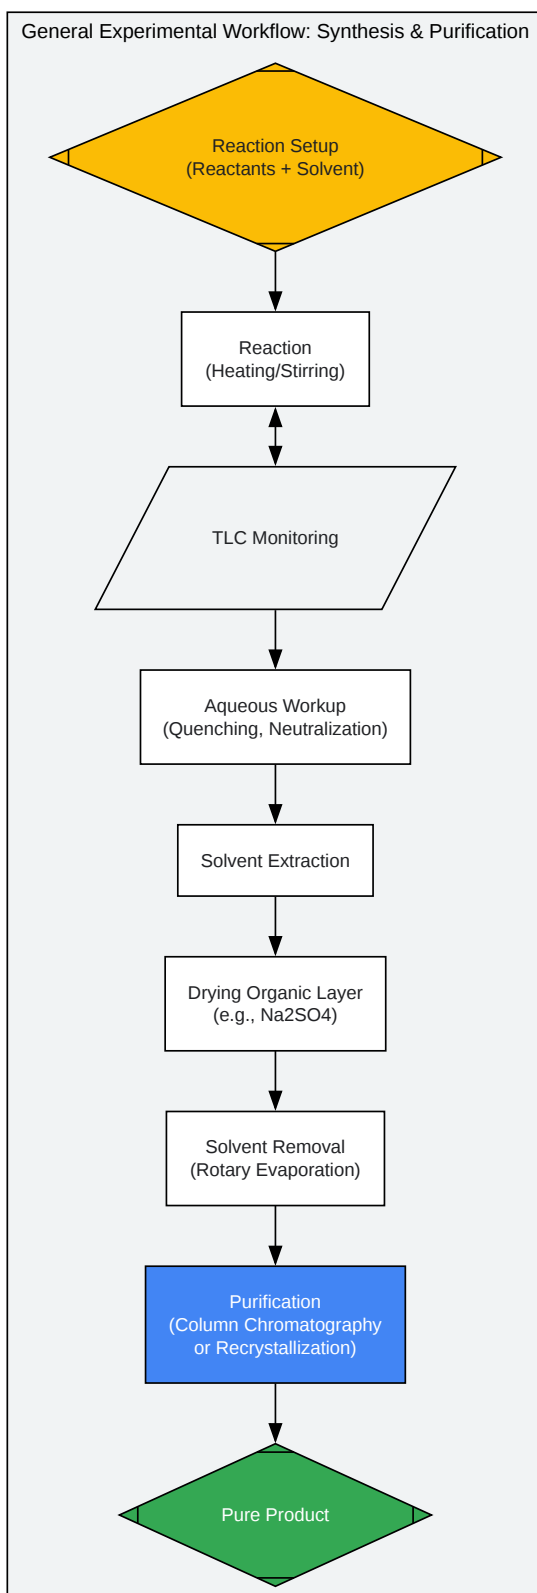 General Experimental Workflow: Synthesis & Purification
Reaction Setup
(Reactants + Solvent)
Reaction
(Heating/Stirring)
TLC Monitoring
Aqueous Workup
(Quenching, Neutralization)
Solvent Extraction
Drying Organic Layer
(e.g., Na2SO4)
Solvent Removal
(Rotary Evaporation)
Purification
(Column Chromatography
or Recrystallization)
Pure Product